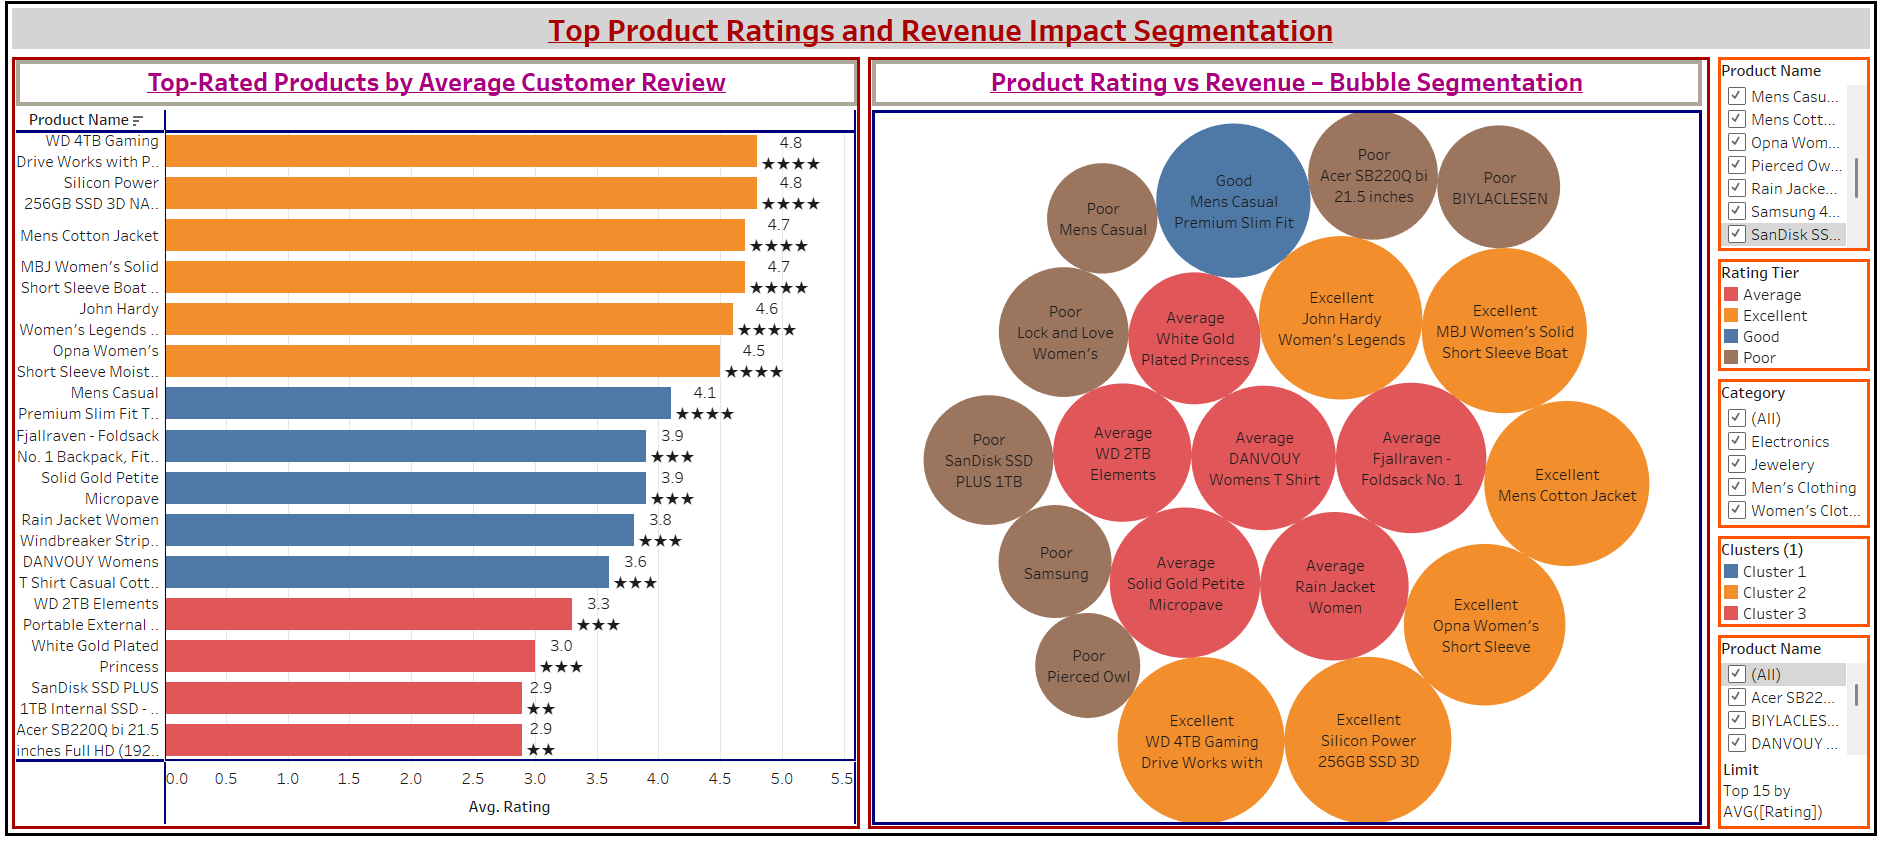 Top Product Ratings and Revenue Impact Segmentation
Top-Rated Products by Average Customer Review
Product Name
WD 4TB Gaming
Drive Works with P..
4.8
★★★★
Silicon Power
256GB SSD 3D NA..
4.8
★★★★
Mens Cotton Jacket
4.7
★★★★
MBJ Women's Solid
Short Sleeve Boat ..
4.7
★★★★
John Hardy
Women's Legends ..
4.6
★★★★
Opna Women's
Short Sleeve Moist..
4.5
★★★★
Mens Casual
Premium Slim Fit T..
4.1
★★★★
Fjallraven - Foldsack
No. 1 Backpack, Fit..
3.9
★★★
Solid Gold Petite
Micropave
3.9
★★★
Rain Jacket Women
Windbreaker Strip..
3.8
★★★
DANVOUY Womens
T Shirt Casual Cott..
3.6
★★★
WD 2TB Elements
Portable External ..
3.3
★★★
White Gold Plated
Princess
3.0
★★★
SanDisk SSD PLUS
1TB Internal SSD - ..
2.9
★★
Acer SB220Q bi 21.5
inches Full HD (192..
2.9
★★
0.0 0.5 1.0 1.5 2.0 2.5 3.0 3.5 4.0 4.5 5.0 5.5
Avg. Rating
Product Rating vs Revenue – Bubble Segmentation
Poor
Mens Casual
Good
Mens Casual
Premium Slim Fit
Poor
Acer SB220Q bi
21.5 inches
Poor
BIYLACLESEN
Poor
Lock and Love
Women's
Average
White Gold
Plated Princess
Excellent
John Hardy
Women's Legends
Excellent
MBJ Women's Solid
Short Sleeve Boat
Poor
SanDisk SSD
PLUS 1TB
Average
WD 2TB
Elements
Average
DANVOUY
Womens T Shirt
Average
Fjallraven -
Foldsack No. 1
Excellent
Mens Cotton Jacket
Poor
Samsung
Average
Solid Gold Petite
Micropave
Average
Rain Jacket
Women
Excellent
Opna Women's
Short Sleeve
Poor
Pierced Owl
Excellent
WD 4TB Gaming
Drive Works with
Excellent
Silicon Power
256GB SSD 3D
Product Name
Mens Casu...
Mens Cott...
Opna Wom...
Pierced Ow...
Rain Jacke...
Samsung 4...
SanDisk SS...
Rating Tier
Average
Excellent
Good
Poor
Category
(All)
Electronics
Jewelery
Men's Clothing
Women's Clot...
Clusters (1)
Cluster 1
Cluster 2
Cluster 3
Product Name
(All)
Acer SB22...
BIYLACLES...
DANVOUY ...
Limit
Top 15 by
AVG([Rating])